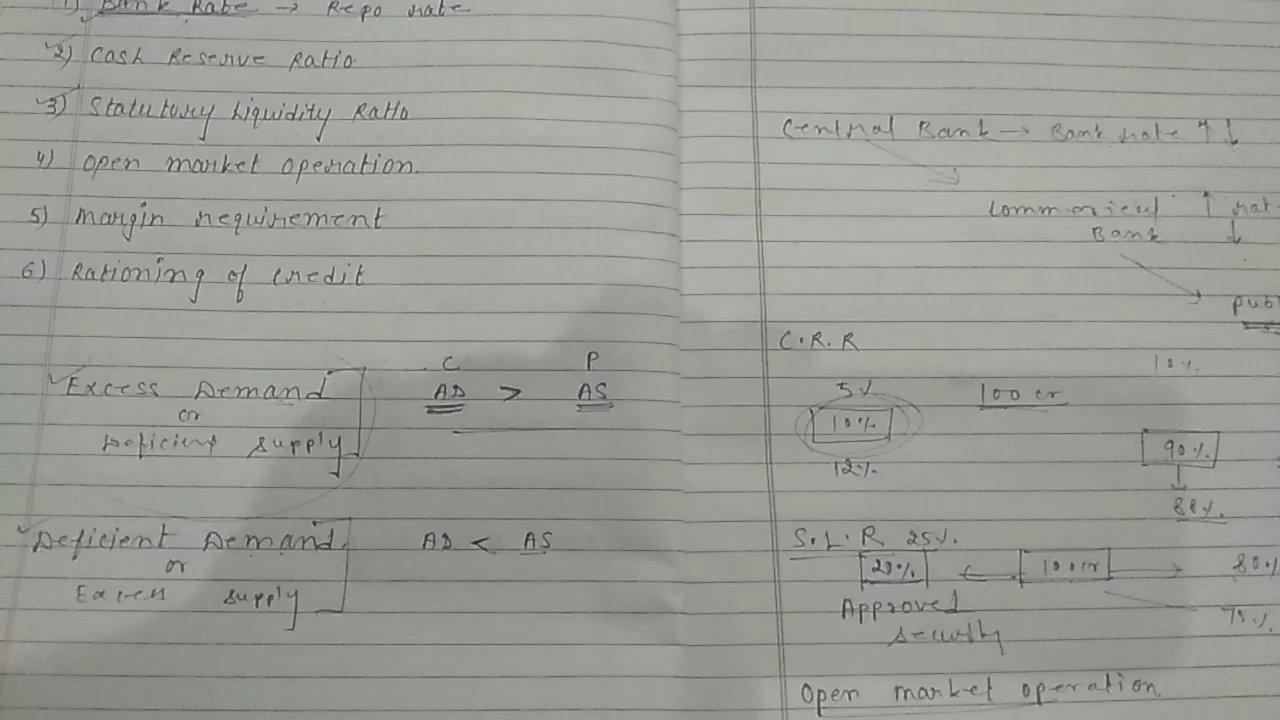 1) Bank Rate → Repo rate
2) Cash Reserve Ratio
3) Statutory Liquidity Ratio
4) Open market operation.
5) Margin requirement
6) Rationing of credit
C P
Excess Demand AD > AS
or
Deficient supply
Deficient Demand AD < AS
or
Excess supply
Central Bank → Bank rate ↑ ↓
Commercial ↑
Bank ↓
C.R.R
10%
5% 100 cr
10%
90%
12%
88%
S.L.R 25%.
20% ← 100cr → 80%
Approved 75%
security
Open market operation